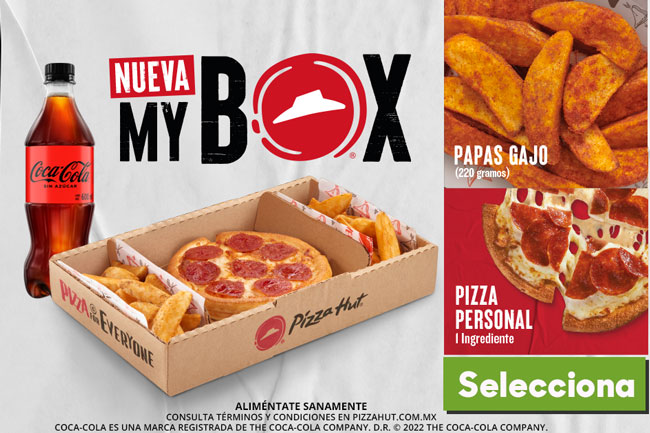 NUEVA
MY BOX
PAPAS GAJO
(220 gramos)
Coca-Cola
SIN AZÚCAR
PIZZA
PERSONAL
1 Ingrediente
PIZZA FOR EVERYONE
Pizza Hut
Selecciona
ALIMÉNTATE SANAMENTE
CONSULTA TÉRMINOS Y CONDICIONES EN PIZZAHUT.COM.MX
COCA-COLA ES UNA MARCA REGISTRADA DE THE COCA-COLA COMPANY. D.R. © 2022 THE COCA-COLA COMPANY.